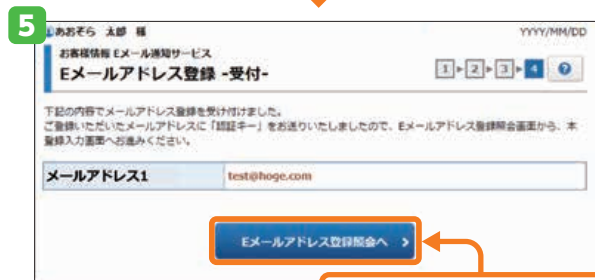 5
あおぞら 太郎 様
YYYY/MM/DD
お客様情報 Eメール通知サービス
Eメールアドレス登録 -受付-
1 2 3 4 ?
下記の内容でメールアドレス登録を受け付けました。
ご登録いただいたメールアドレスに「認証キー」をお送りいたしましたので、Eメールアドレス登録照会画面から、本
登録入力画面へお進みください。
メールアドレス1
test@hoge.com
Eメールアドレス登録照会へ